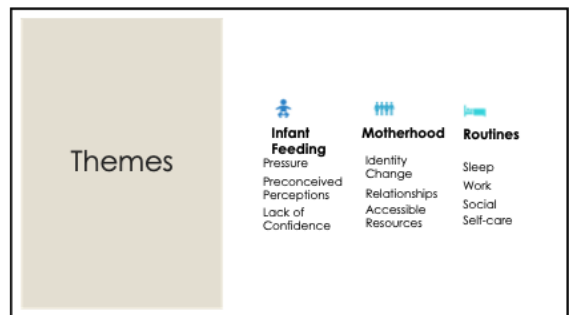 Themes
Infant
Feeding
Pressure
Preconceived
Perceptions
Lack of
Confidence
Motherhood
Identity
Change
Relationships
Accessible
Resources
Routines
Sleep
Work
Social
Self-care